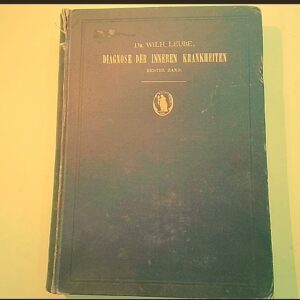 DR. WILH. LEUBE,
DIAGNOSE DER INNEREN KRANKHEITEN
ERSTER BAND.